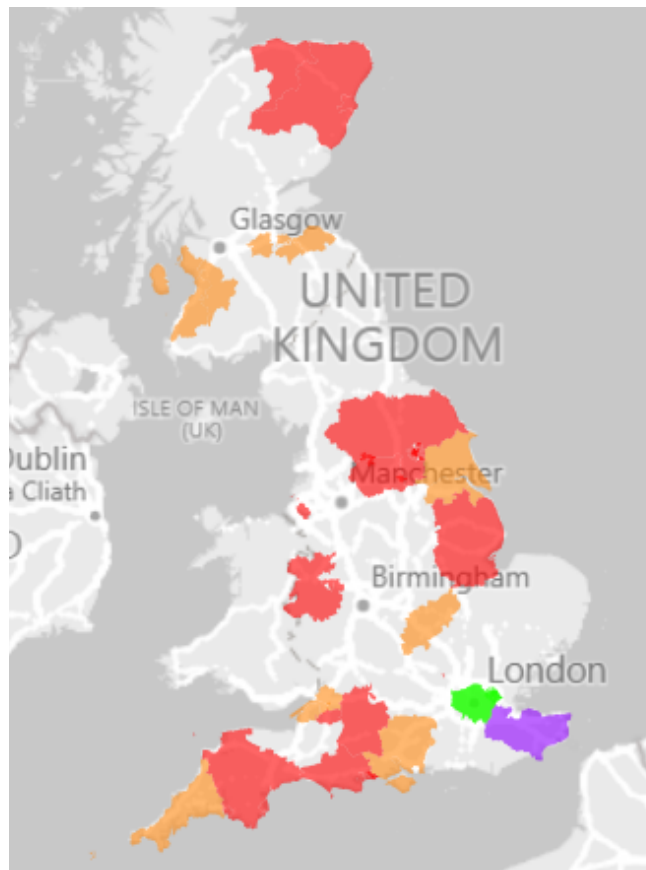 Glasgow
UNITED
KINGDOM
ISLE OF MAN
(UK)
Dublin
a Cliath
Manchester
Birmingham
London